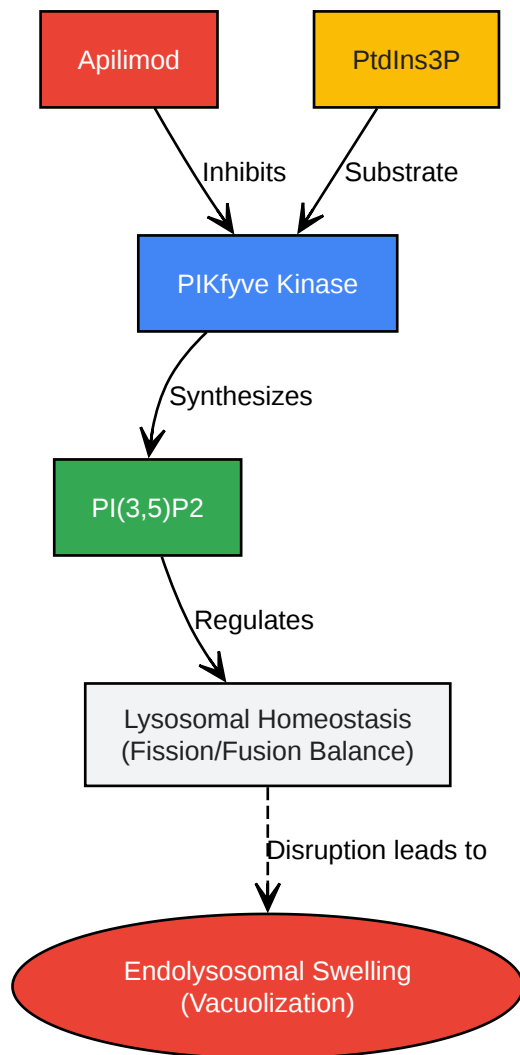 Apilimod
PtdIns3P
Inhibits
Substrate
PIKfyve Kinase
Synthesizes
PI(3,5)P2
Regulates
Lysosomal Homeostasis
(Fission/Fusion Balance)
Disruption leads to
Endolysosomal Swelling
(Vacuolization)